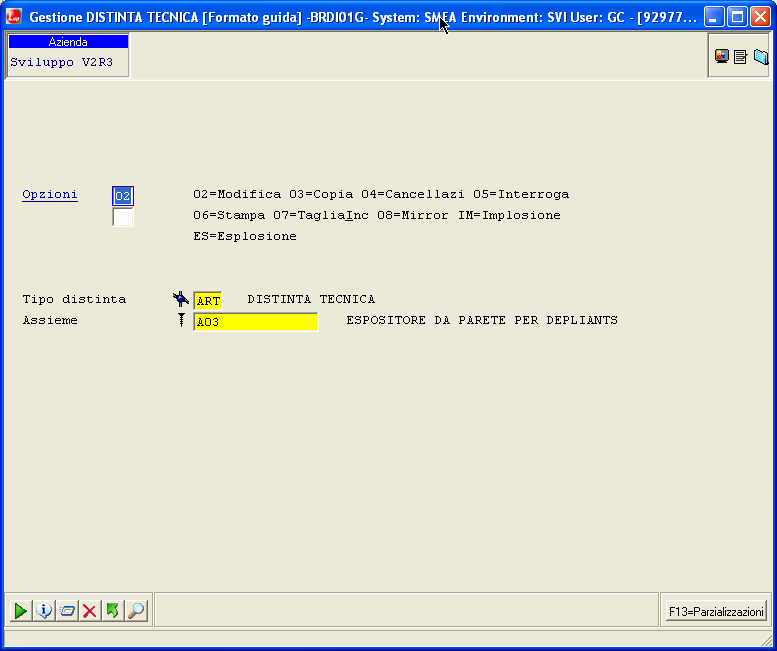 Gestione DISTINTA TECNICA [Formato guida] -BRDI01G- System: SMEA Environment: SVI User: GC - [92977...
Azienda
Sviluppo V2R3
Opzioni 02 02=Modifica 03=Copia 04=Cancellazi 05=Interroga
06=Stampa 07=TagliaInc 08=Mirror IM=Implosione
ES=Esplosione
Tipo distinta ART DISTINTA TECNICA
Assieme A03 ESPOSITORE DA PARETE PER DEPLIANTS
F13=Parzializzazioni